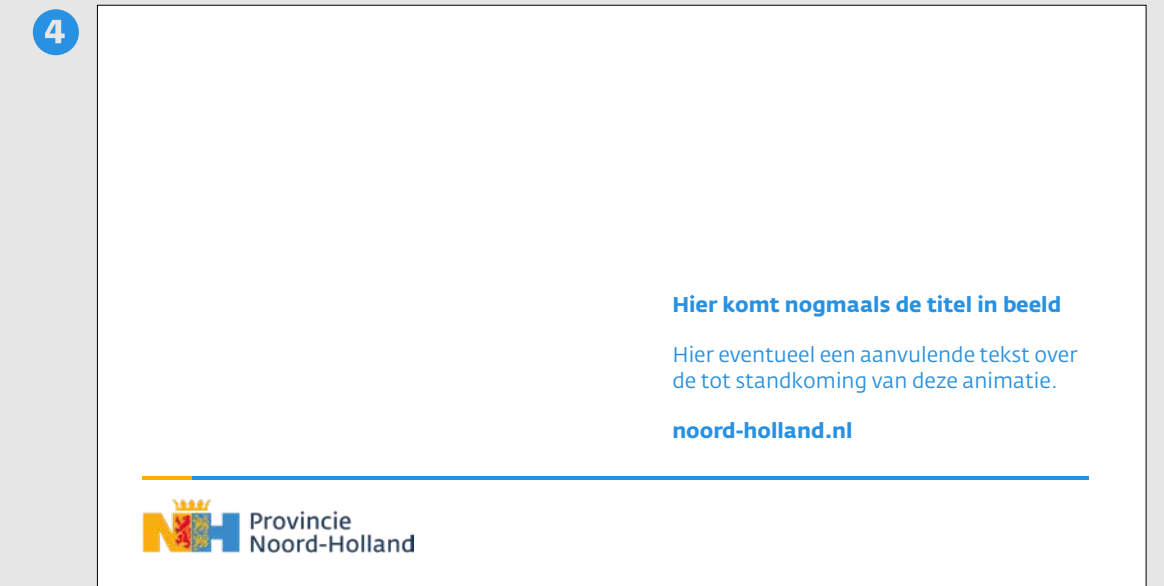 4
Hier komt nogmaals de titel in beeld
Hier eventueel een aanvulende tekst over
de tot standkoming van deze animatie.
noord-holland.nl
NH
Provincie
Noord-Holland